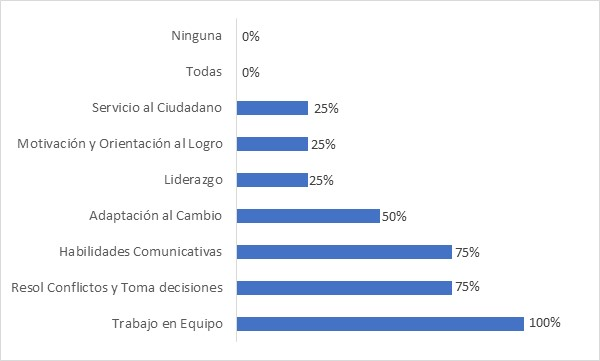 Ninguna 0%
Todas 0%
Servicio al Ciudadano 25%
Motivación y Orientación al Logro 25%
Liderazgo 25%
Adaptación al Cambio 50%
Habilidades Comunicativas 75%
Resol Conflictos y Toma decisiones 75%
Trabajo en Equipo 100%